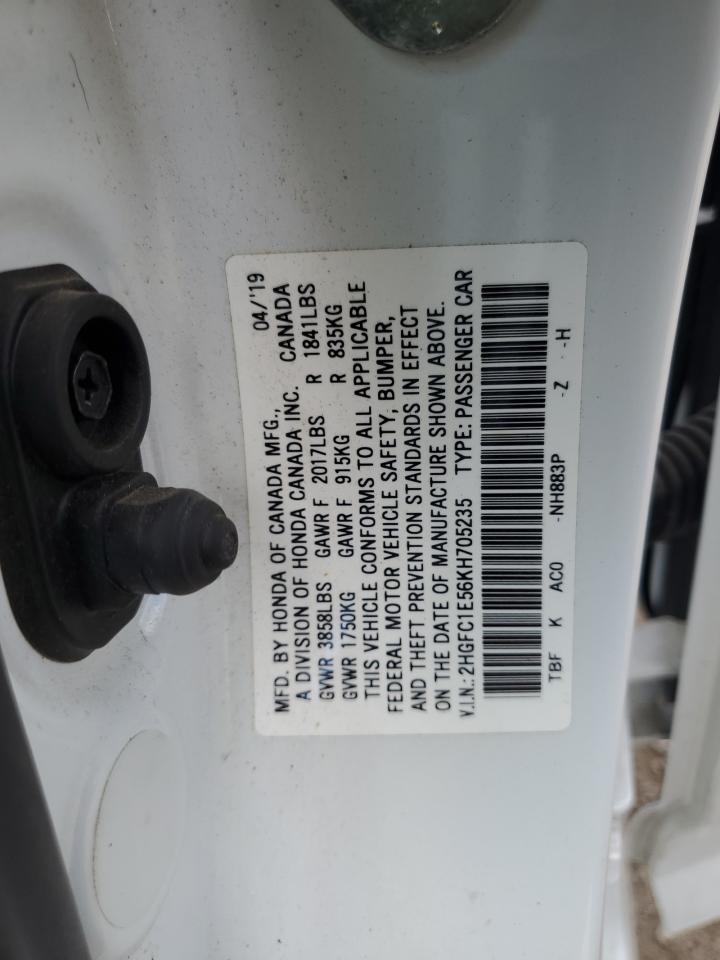 MFD. BY HONDA OF CANADA MFG., 04/'19
A DIVISION OF HONDA CANADA INC. CANADA
GVWR 3858LBS GAWR F 2017LBS R 1841LBS
GVWR 1750KG GAWR F 915KG R 835KG
THIS VEHICLE CONFORMS TO ALL APPLICABLE
FEDERAL MOTOR VEHICLE SAFETY, BUMPER,
AND THEFT PREVENTION STANDARDS IN EFFECT
ON THE DATE OF MANUFACTURE SHOWN ABOVE.
V.I.N.: 2HGFC1E56KH705235 TYPE: PASSENGER CAR
TBF K AC0 -NH883P -Z -H